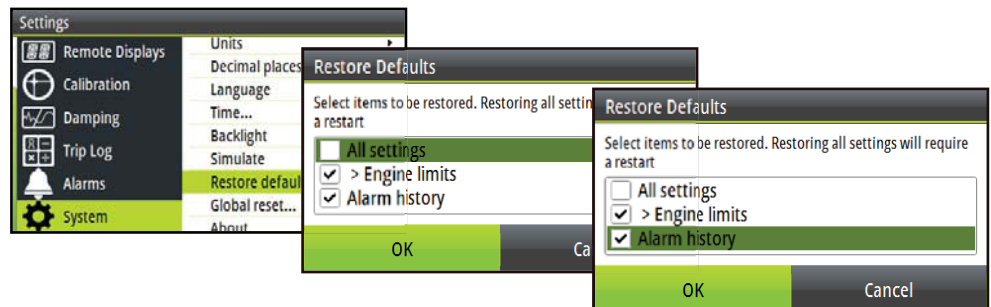 Settings
Remote Displays
Calibration
Damping
Trip Log
Alarms
System
Units
Decimal places
Language
Time...
Backlight
Simulate
Restore defaul
Global reset...
About
Restore Defaults
Select items to be restored. Restoring all settin
a restart
All settings
> Engine limits
Alarm history
OK
Ca
Restore Defaults
Select items to be restored. Restoring all settings will require
a restart
All settings
> Engine limits
Alarm history
OK Cancel